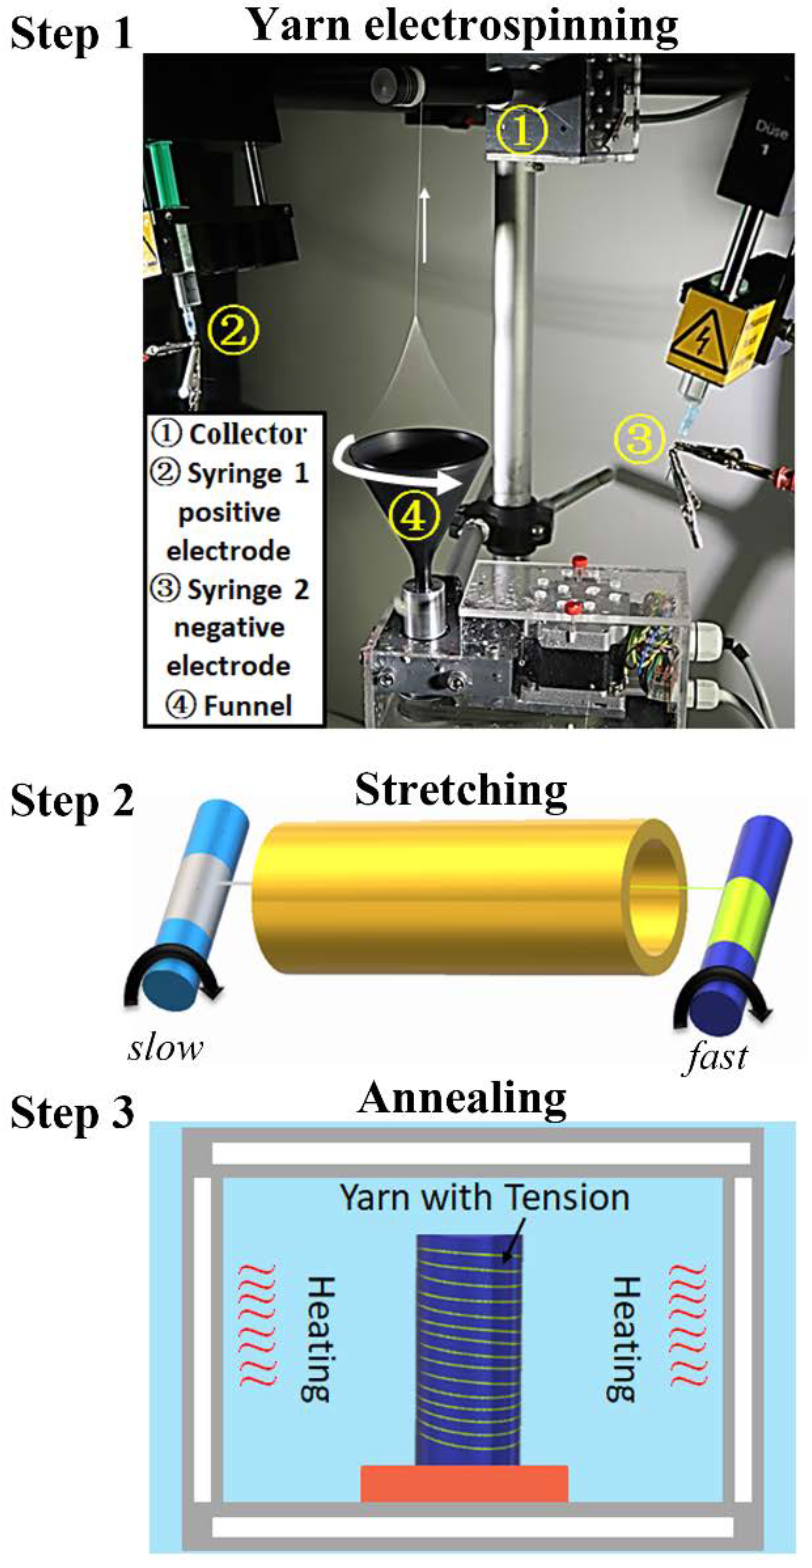 Step 1
Yarn electrospinning
Düse
1
①
②
③
④
① Collector
② Syringe 1
positive
electrode
③ Syringe 2
negative
electrode
④ Funnel
Step 2
Stretching
slow
fast
Step 3
Annealing
Yarn with Tension
Heating
Heating